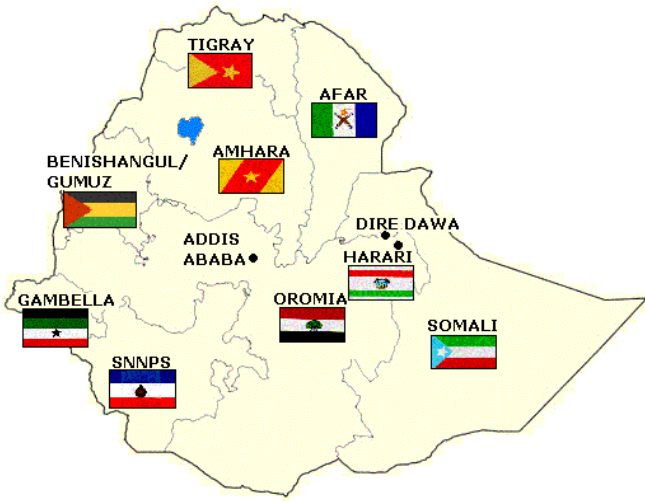 TIGRAY
AFAR
AMHARA
BENISHANGUL/
GUMUZ
DIRE DAWA
ADDIS
ABABA
HARARI
GAMBELLA
OROMIA
SOMALI
SNNPS